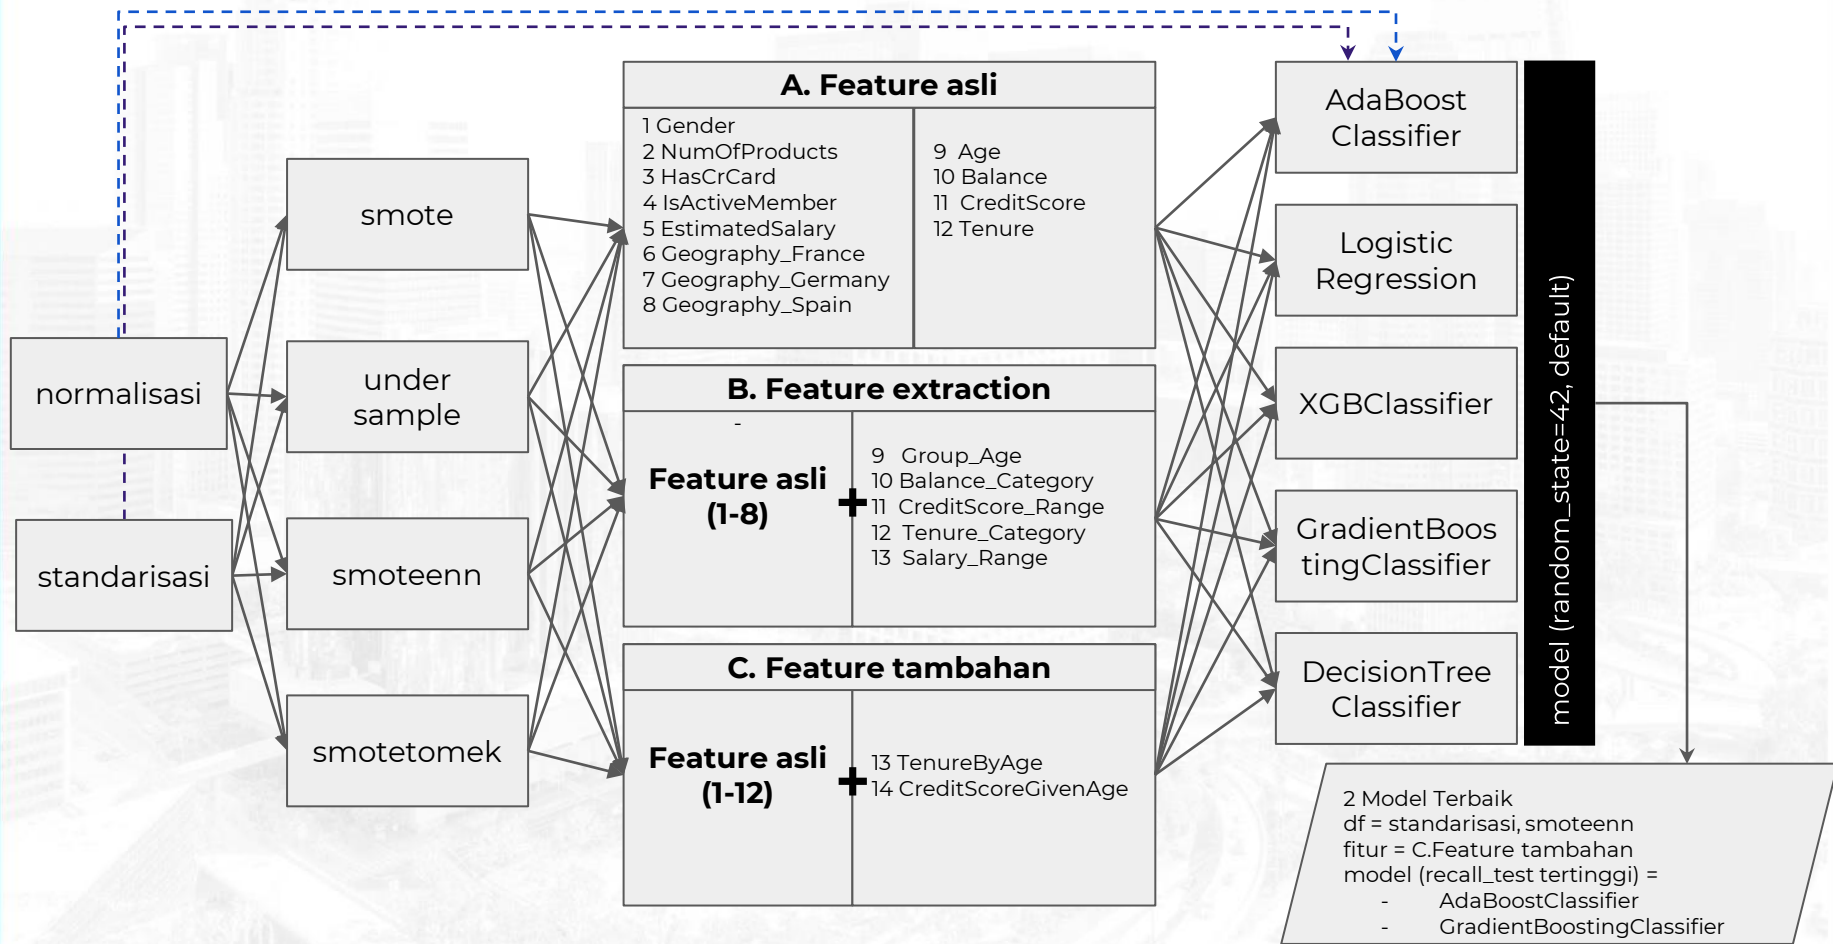 normalisasi
standarisasi
smote
under
sample
smoteenn
smotetomek
A. Feature asli
1 Gender
2 NumOfProducts
3 HasCrCard
4 IsActiveMember
5 EstimatedSalary
6 Geography_France
7 Geography_Germany
8 Geography_Spain
9 Age
10 Balance
11 CreditScore
12 Tenure
B. Feature extraction
-
Feature asli
(1-8)
+
9 Group_Age
10 Balance_Category
11 CreditScore_Range
12 Tenure_Category
13 Salary_Range
C. Feature tambahan
Feature asli
(1-12)
+
13 TenureByAge
14 CreditScoreGivenAge
AdaBoost
Classifier
Logistic
Regression
XGBClassifier
GradientBoos
tingClassifier
DecisionTree
Classifier
model (random_state=42, default)
2 Model Terbaik
df = standarisasi, smoteenn
fitur = C.Feature tambahan
model (recall_test tertinggi) =
- AdaBoostClassifier
- GradientBoostingClassifier